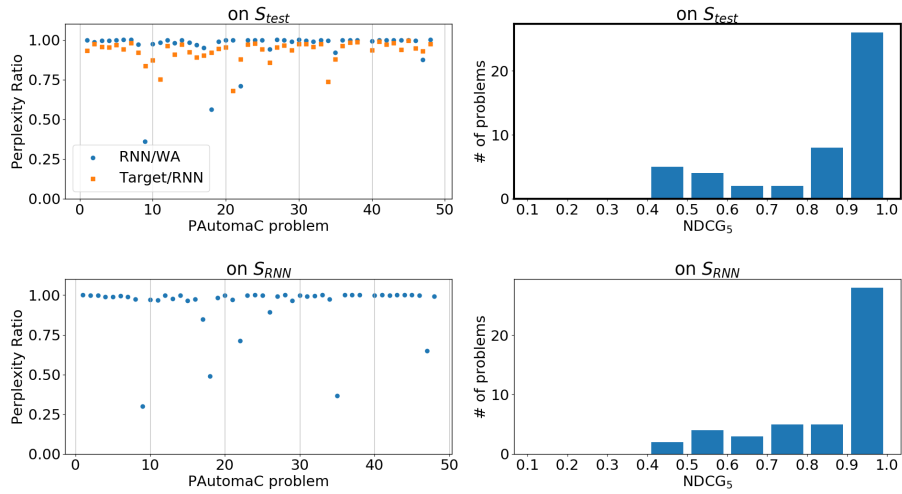 on S_test
Perplexity Ratio
1.00
0.75
0.50
0.25
0.00
RNN/WA
Target/RNN
0 10 20 30 40 50
PAutomaC problem
on S_test
# of problems
20
10
0
0.1 0.2 0.3 0.4 0.5 0.6 0.7 0.8 0.9 1.0
NDCG₅
on S_RNN
Perplexity Ratio
1.00
0.75
0.50
0.25
0.00
0 10 20 30 40 50
PAutomaC problem
on S_RNN
# of problems
20
10
0
0.1 0.2 0.3 0.4 0.5 0.6 0.7 0.8 0.9 1.0
NDCG₅